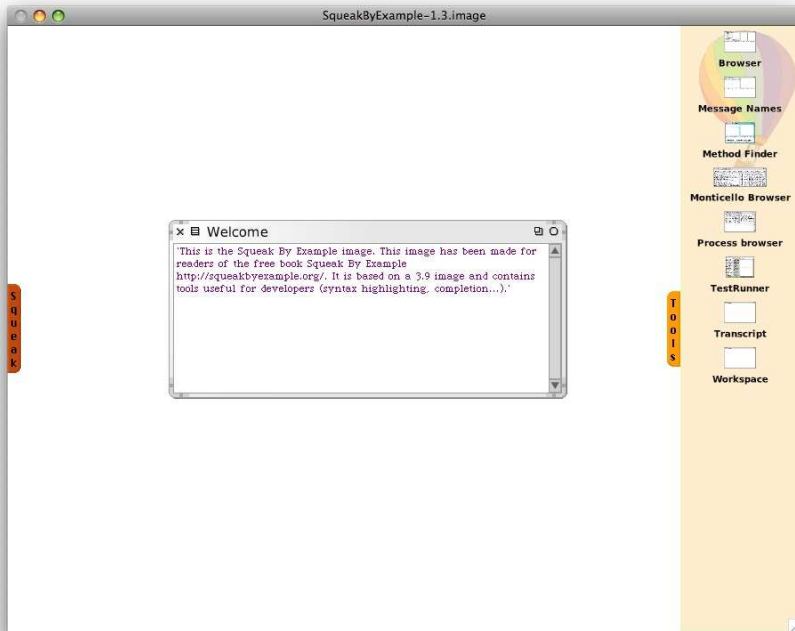 SqueakByExample-1.3.image
Welcome
'This is the Squeak By Example image. This image has been made for
readers of the free book Squeak By Example
http://squeakbyexample.org/. It is based on a 3.9 image and contains
tools useful for developers (syntax highlighting, completion...).'
Squeak
Tools
Browser
Message Names
Method Finder
Monticello Browser
Process browser
TestRunner
Transcript
Workspace